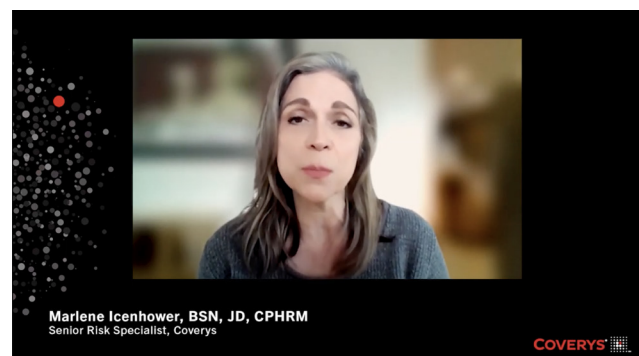 Marlene Icenhower, BSN, JD, CPHRM
Senior Risk Specialist, Coverys
COVERYS